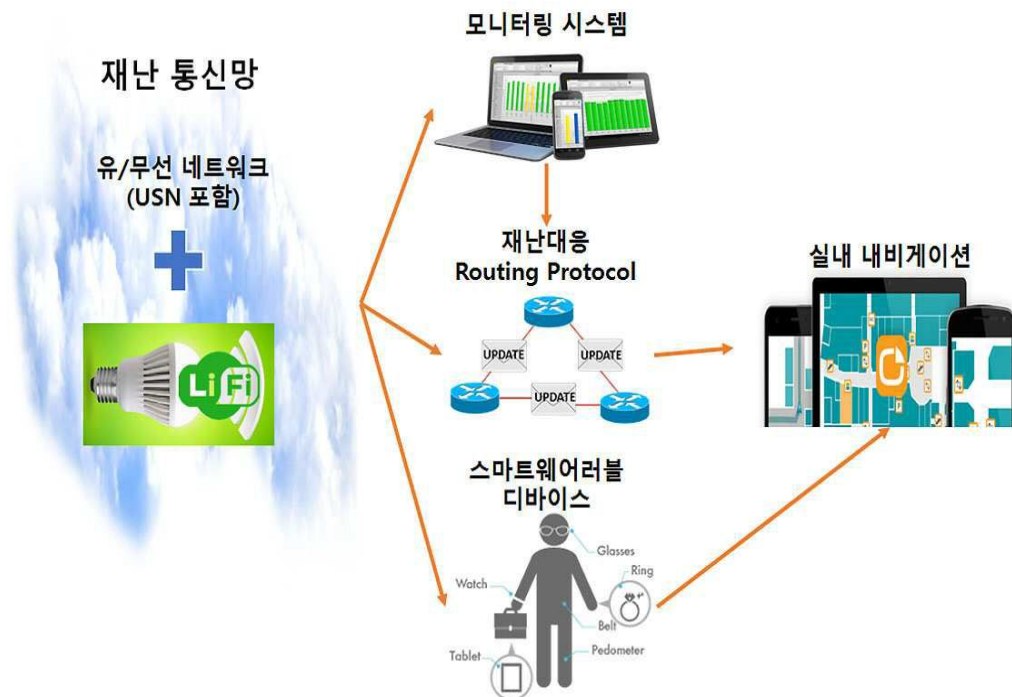 모니터링 시스템
재난 통신망
유/무선 네트워크
(USN 포함)
LiFi
재난대응
Routing Protocol
UPDATE
UPDATE
UPDATE
실내 내비게이션
스마트웨어러블
디바이스
Glasses
Ring
Watch
Belt
Tablet
Pedometer